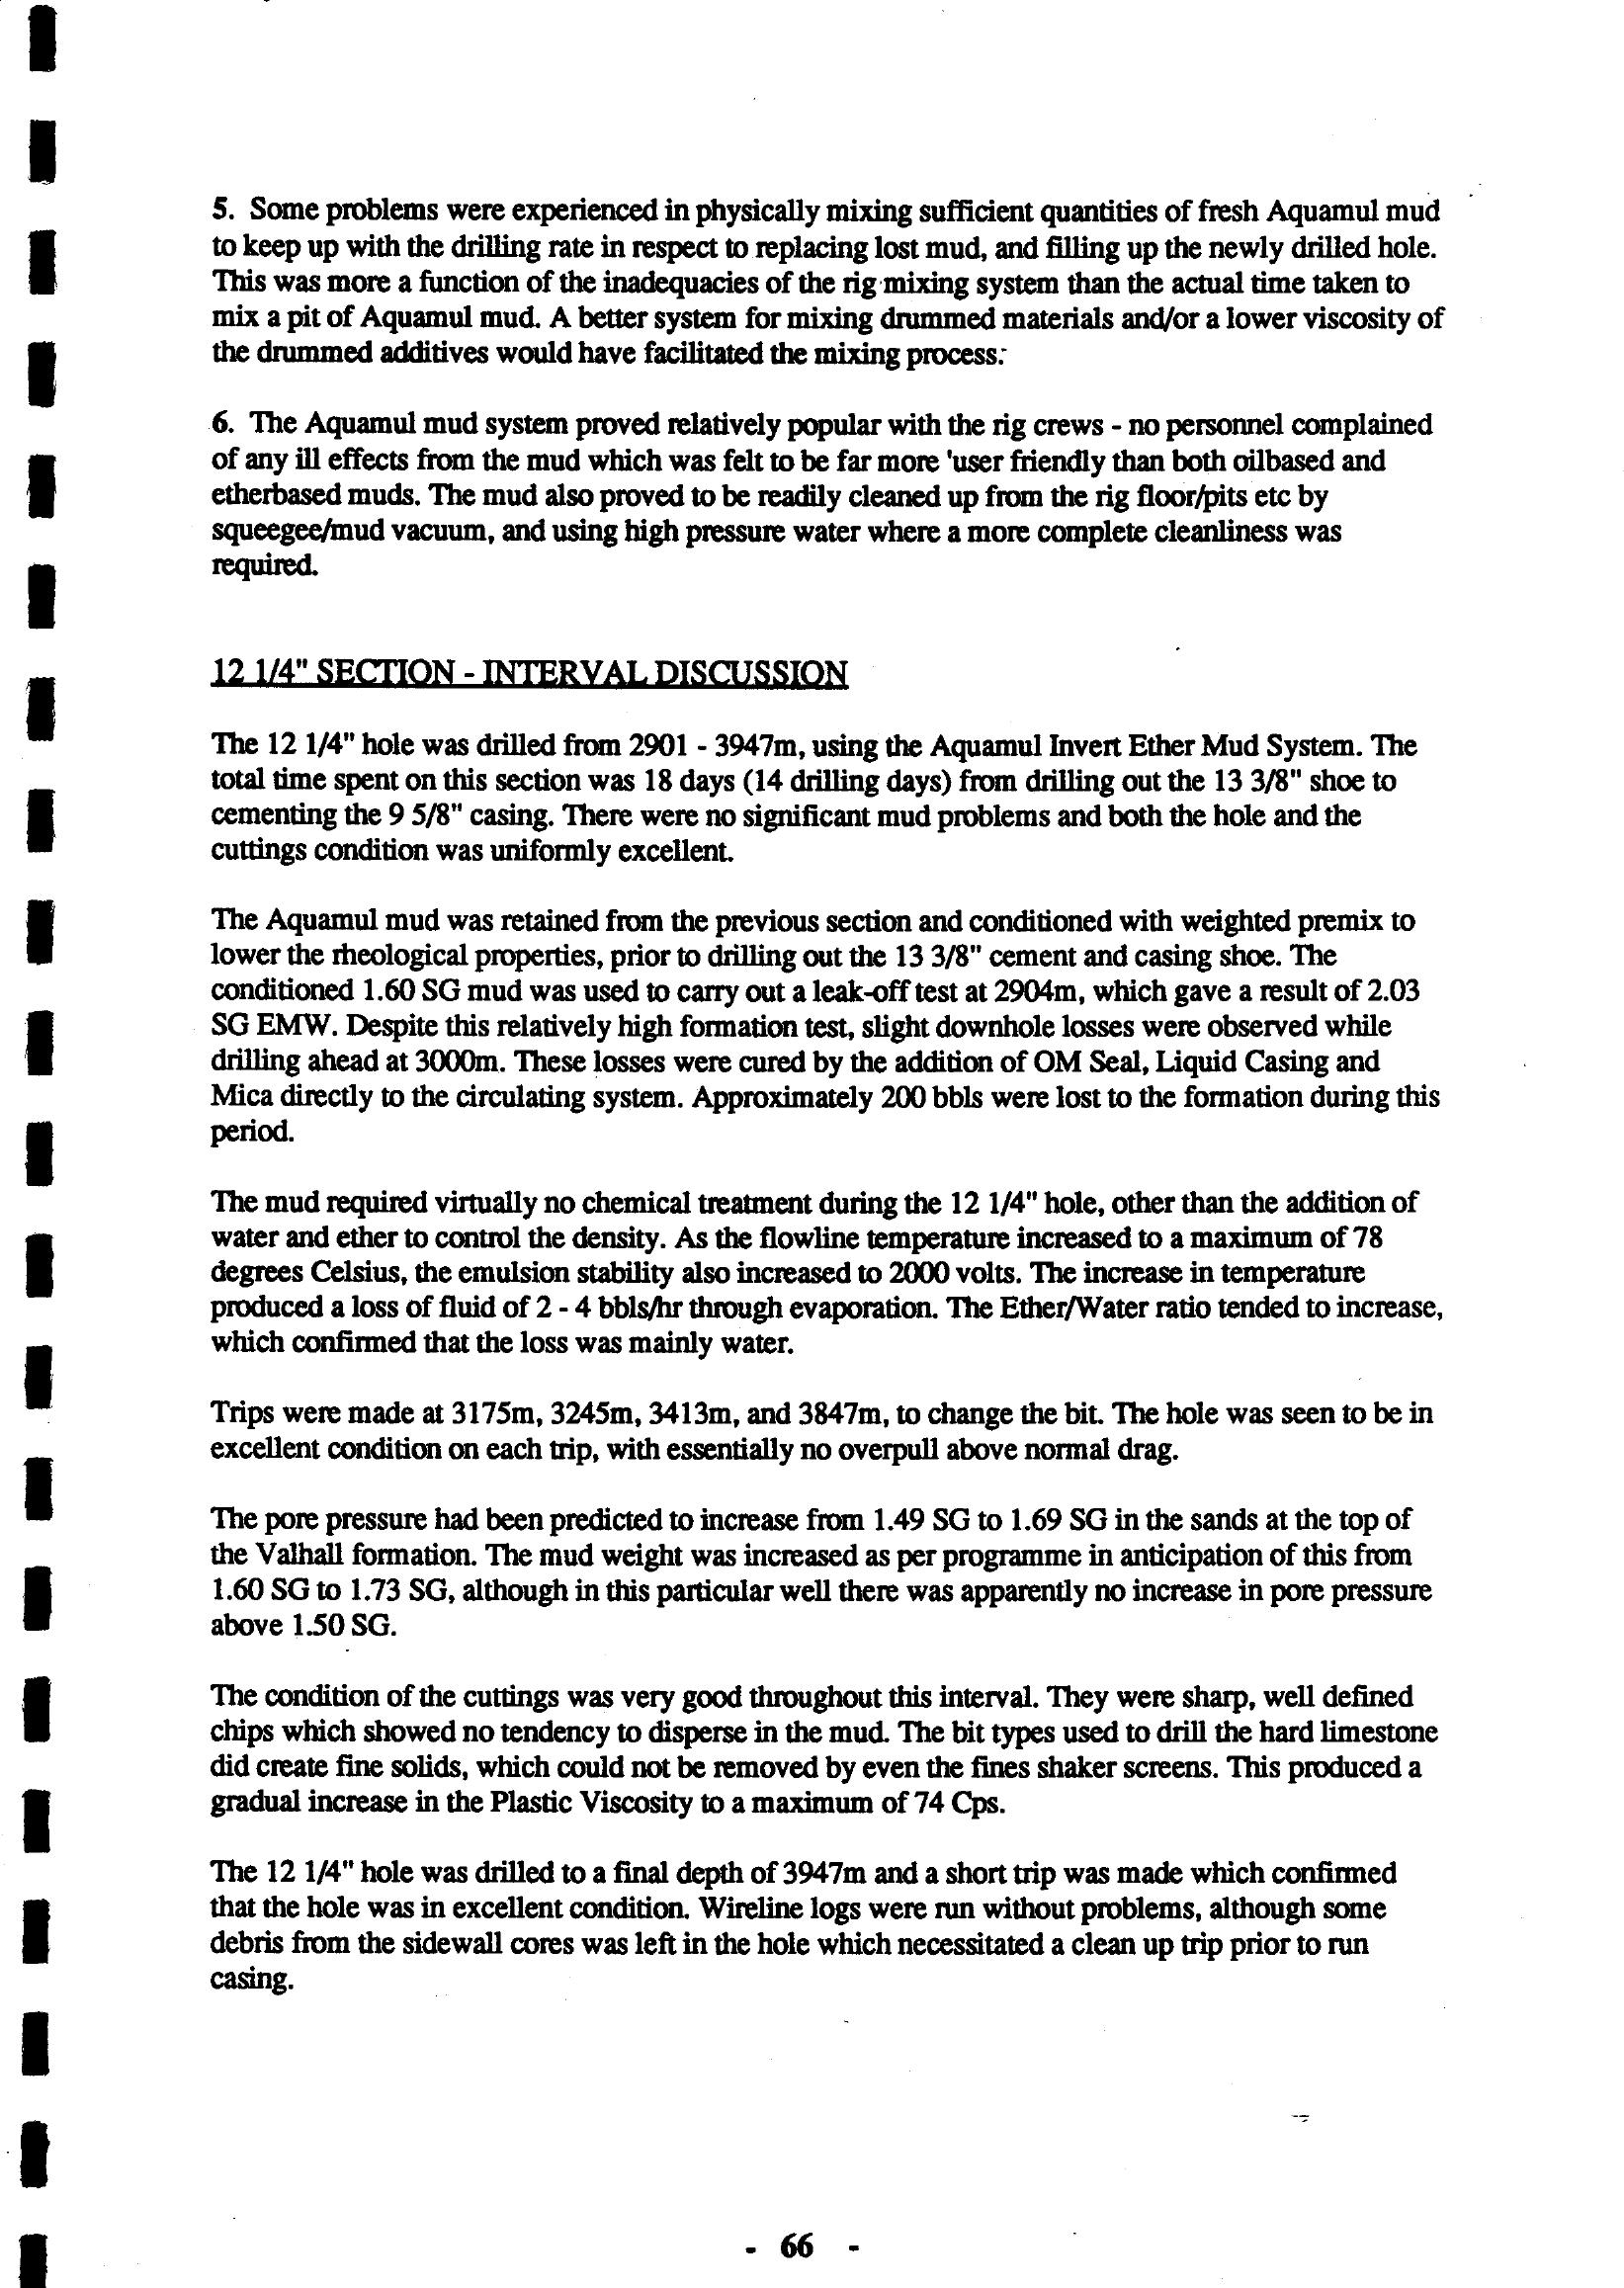 5. Some problems were experienced in physically mixing sufficient quantities of fresh Aquamul mud
to keep up with the drilling rate in respect to replacing lost mud, and filling up the newly drilled hole.
This was more a function of the inadequacies of the rig mixing system than the actual time taken to
mix a pit of Aquamul mud. A better system for mixing drummed materials and/or a lower viscosity of
the drummed additives would have facilitated the mixing process.
6. The Aquamul mud system proved relatively popular with the rig crews - no personnel complained
of any ill effects from the mud which was felt to be far more 'user friendly than both oilbased and
etherbased muds. The mud also proved to be readily cleaned up from the rig floor/pits etc by
squeegee/mud vacuum, and using high pressure water where a more complete cleanliness was
required.
12 1/4" SECTION - INTERVAL DISCUSSION
The 12 1/4" hole was drilled from 2901 - 3947m, using the Aquamul Invert Ether Mud System. The
total time spent on this section was 18 days (14 drilling days) from drilling out the 13 3/8" shoe to
cementing the 9 5/8" casing. There were no significant mud problems and both the hole and the
cuttings condition was uniformly excellent.
The Aquamul mud was retained from the previous section and conditioned with weighted premix to
lower the rheological properties, prior to drilling out the 13 3/8" cement and casing shoe. The
conditioned 1.60 SG mud was used to carry out a leak-off test at 2904m, which gave a result of 2.03
SG EMW. Despite this relatively high formation test, slight downhole losses were observed while
drilling ahead at 3000m. These losses were cured by the addition of OM Seal, Liquid Casing and
Mica directly to the circulating system. Approximately 200 bbls were lost to the formation during this
period.
The mud required virtually no chemical treatment during the 12 1/4" hole, other than the addition of
water and ether to control the density. As the flowline temperature increased to a maximum of 78
degrees Celsius, the emulsion stability also increased to 2000 volts. The increase in temperature
produced a loss of fluid of 2 - 4 bbls/hr through evaporation. The Ether/Water ratio tended to increase,
which confirmed that the loss was mainly water.
Trips were made at 3175m, 3245m, 3413m, and 3847m, to change the bit. The hole was seen to be in
excellent condition on each trip, with essentially no overpull above normal drag.
The pore pressure had been predicted to increase from 1.49 SG to 1.69 SG in the sands at the top of
the Valhall formation. The mud weight was increased as per programme in anticipation of this from
1.60 SG to 1.73 SG, although in this particular well there was apparently no increase in pore pressure
above 1.50 SG.
The condition of the cuttings was very good throughout this interval. They were sharp, well defined
chips which showed no tendency to disperse in the mud. The bit types used to drill the hard limestone
did create fine solids, which could not be removed by even the fines shaker screens. This produced a
gradual increase in the Plastic Viscosity to a maximum of 74 Cps.
The 12 1/4" hole was drilled to a final depth of 3947m and a short trip was made which confirmed
that the hole was in excellent condition. Wireline logs were run without problems, although some
debris from the sidewall cores was left in the hole which necessitated a clean up trip prior to run
casing.
- 66 -